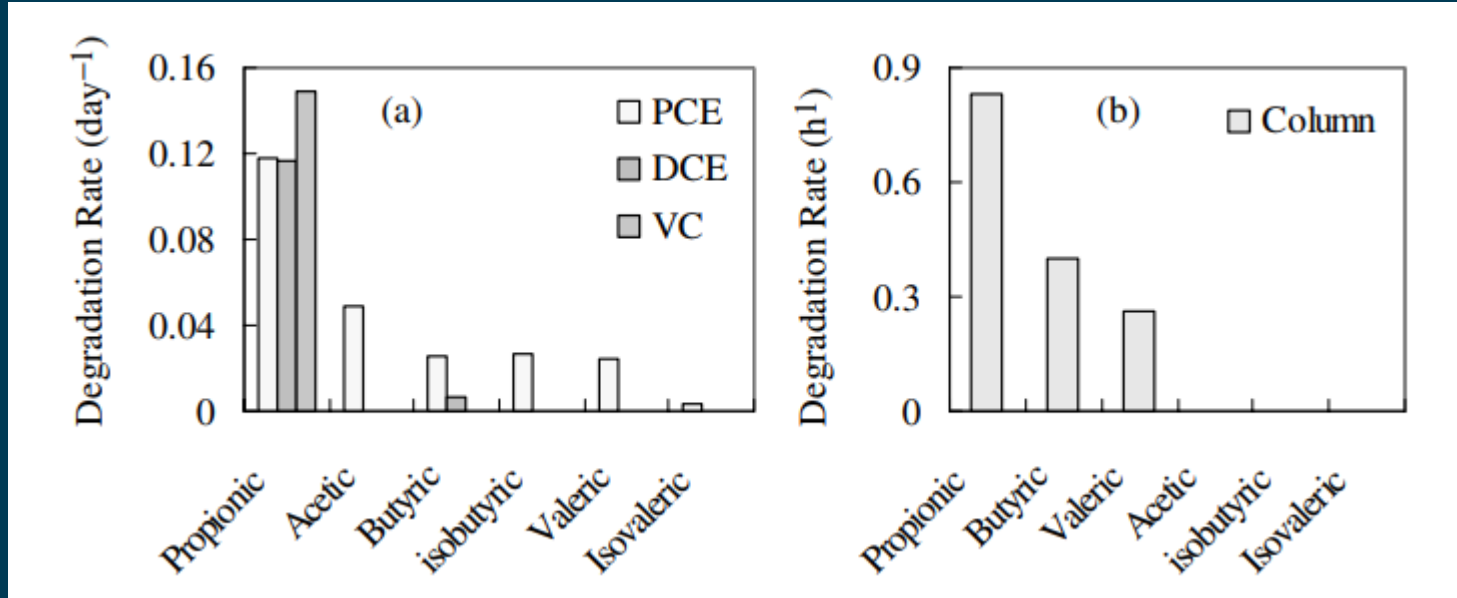 Degradation Rate (day⁻¹)
0.16
0.12
0.08
0.04
0
(a)
PCE
DCE
VC
Propionic
Acetic
Butyric
isobutyric
Valeric
Isovaleric
Degradation Rate (h¹)
0.9
0.6
0.3
0
(b)
Column
Propionic
Butyric
Valeric
Acetic
isobutyric
Isovaleric